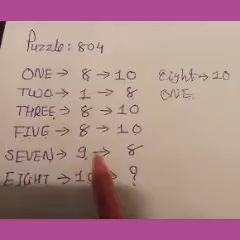 Puzzle: 804
ONE → 8 → 10
TWO → 1 → 8
THREE → 8 → 10
FIVE → 8 → 10
SEVEN → 9 → 8
EIGHT → 10 → ?
Eight → 10
ONE